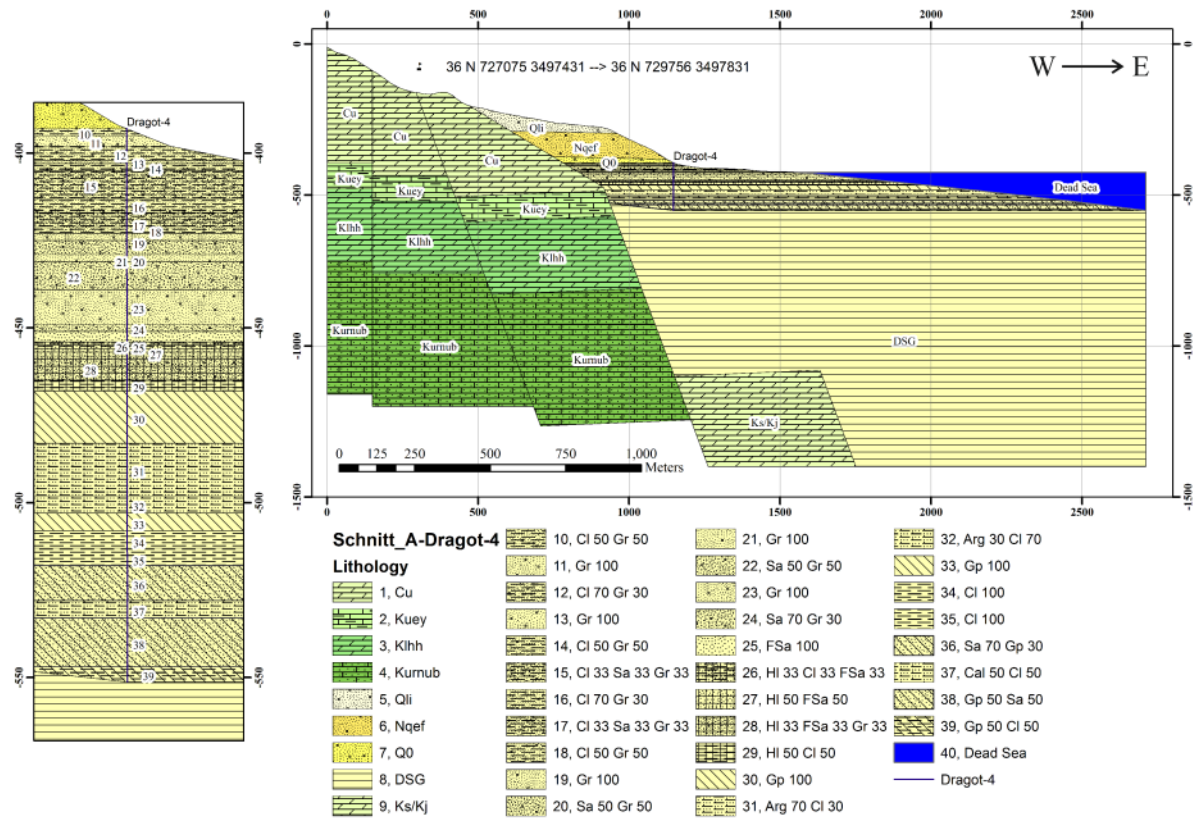 0 500 1000 1500 2000 2500
36 N 727075 3497431 --> 36 N 729756 3497831
W E
-0
-5000
-1000
-1500
-0
-5000
-1000
-1500
Cu
Cu
Cu
Qli
Nqef
Q0
Dragot-4
Dead Sea
Kuey
Kuey
Kuey
Klhh
Klhh
Klhh
Kurnub
Kurnub
Kurnub
DSG
Ks/Kj
0 125 250 500 750 1,000
Meters
0 500 1000 1500 2000 2500
Dragot-4
-400
-450
-500
-550
-400
-450
-500
-550
10
11
12
13
14
15
16
17
18
19
21 20
22
23
24
26 25
27
28
29
30
31
32
33
34
35
36
37
38
39
Schnitt_A-Dragot-4
Lithology
1, Cu
2, Kuey
3, Klhh
4, Kurnub
5, Qli
6, Nqef
7, Q0
8, DSG
9, Ks/Kj
10, Cl 50 Gr 50
11, Gr 100
12, Cl 70 Gr 30
13, Gr 100
14, Cl 50 Gr 50
15, Cl 33 Sa 33 Gr 33
16, Cl 70 Gr 30
17, Cl 33 Sa 33 Gr 33
18, Cl 50 Gr 50
19, Gr 100
20, Sa 50 Gr 50
21, Gr 100
22, Sa 50 Gr 50
23, Gr 100
24, Sa 70 Gr 30
25, FSa 100
26, Hl 33 Cl 33 FSa 33
27, Hl 50 FSa 50
28, Hl 33 FSa 33 Gr 33
29, Hl 50 Cl 50
30, Gp 100
31, Arg 70 Cl 30
32, Arg 30 Cl 70
33, Gp 100
34, Cl 100
35, Cl 100
36, Sa 70 Gp 30
37, Cal 50 Cl 50
38, Gp 50 Sa 50
39, Gp 50 Cl 50
40, Dead Sea
Dragot-4